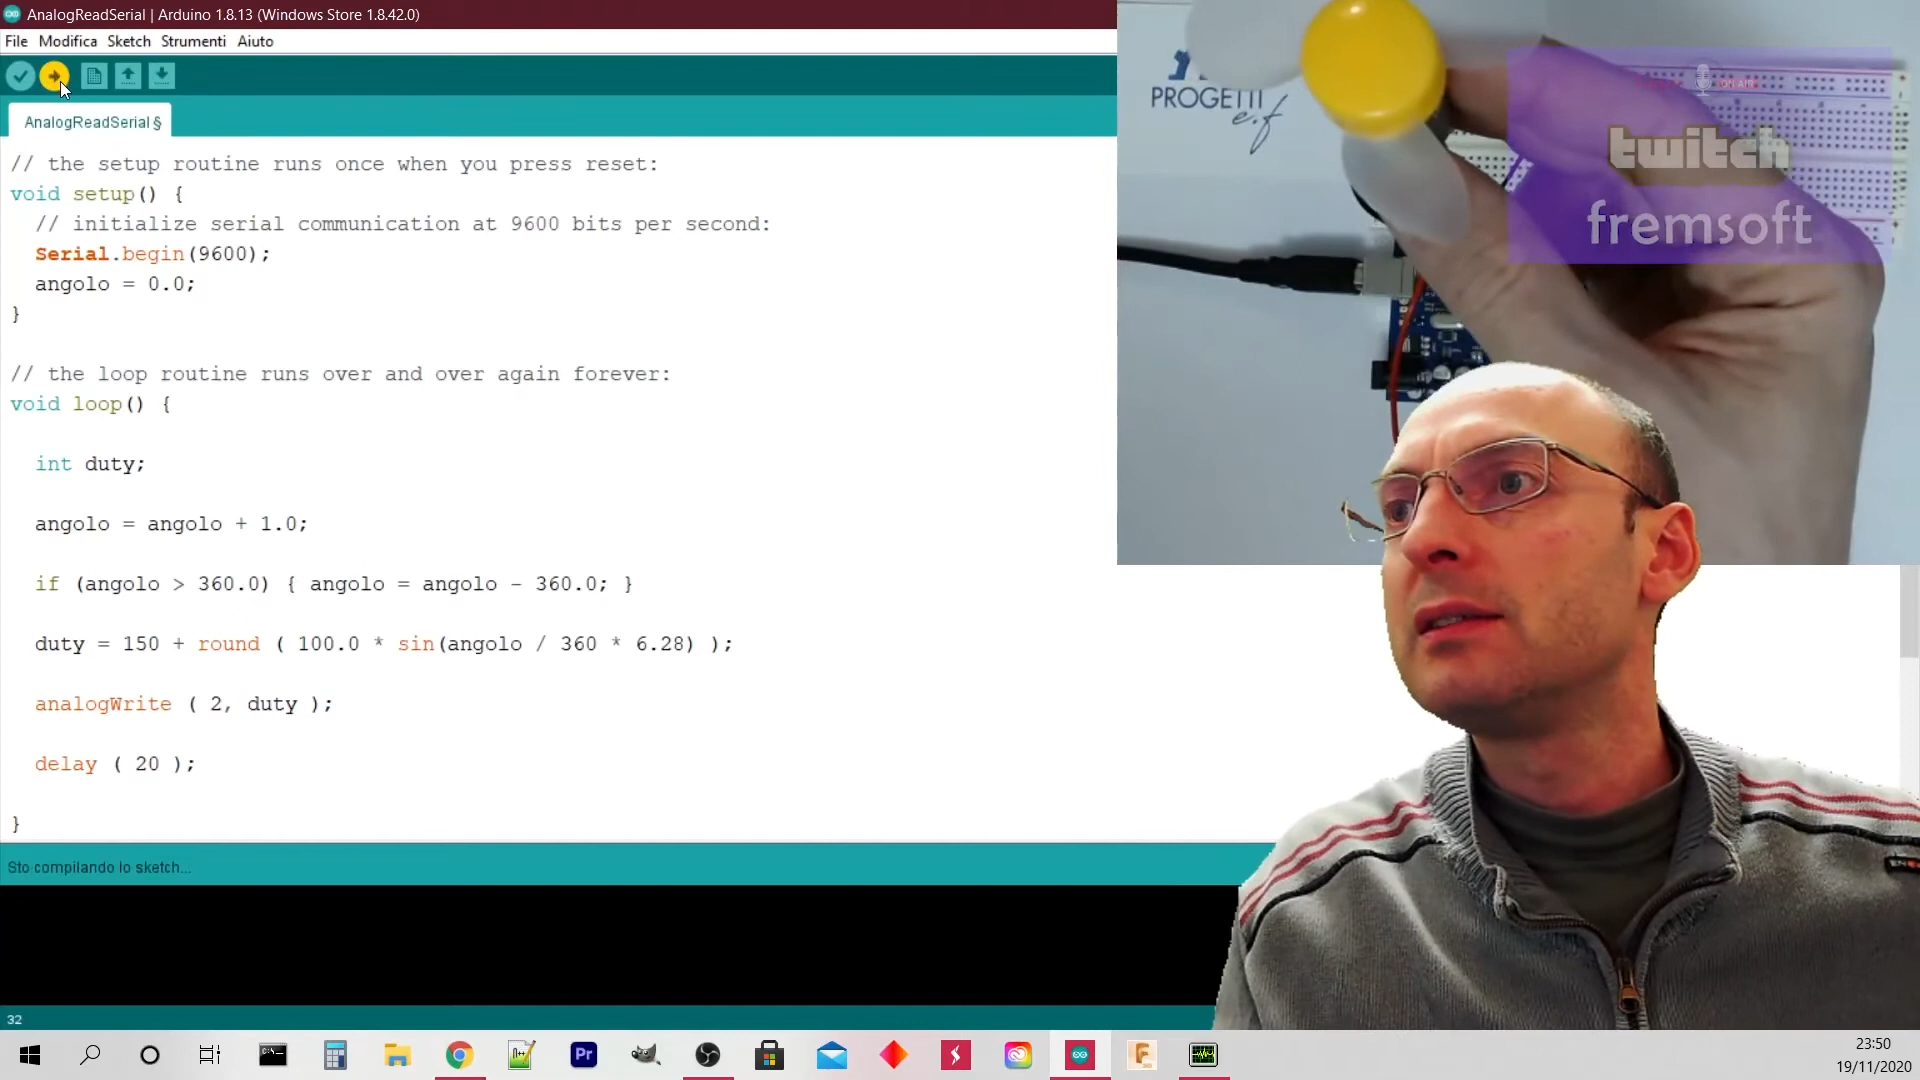 AnalogReadSerial | Arduino 1.8.13 (Windows Store 1.8.42.0)
File Modifica Sketch Strumenti Aiuto
AnalogReadSerial §
// the setup routine runs once when you press reset:
void setup() {
// initialize serial communication at 9600 bits per second:
Serial.begin(9600);
angolo = 0.0;
}
// the loop routine runs over and over again forever:
void loop() {
int duty;
angolo = angolo + 1.0;
if (angolo > 360.0) { angolo = angolo - 360.0; }
duty = 150 + round ( 100.0 * sin(angolo / 360 * 6.28) );
analogWrite ( 2, duty );
delay ( 20 );
}
Sto compilando lo sketch...
32
PROGETTI
e.f
ON AIR
twitch
fremsoft
Pr
23:50
19/11/2020